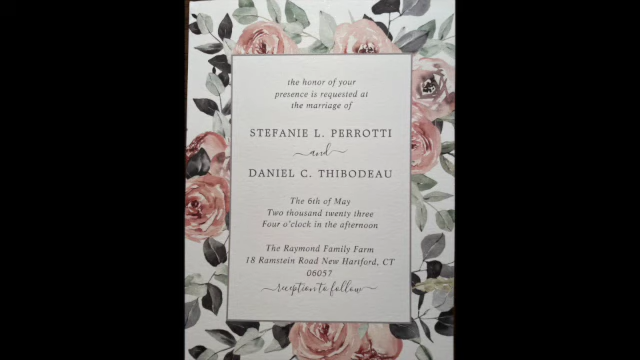 the honor of your
presence is requested at
the marriage of
STEFANIE L. PERROTTI
and
DANIEL C. THIBODEAU
The 6th of May
Two thousand twenty three
Four o'clock in the afternoon
The Raymond Family Farm
18 Ramstein Road New Hartford, CT
06057
reception to follow